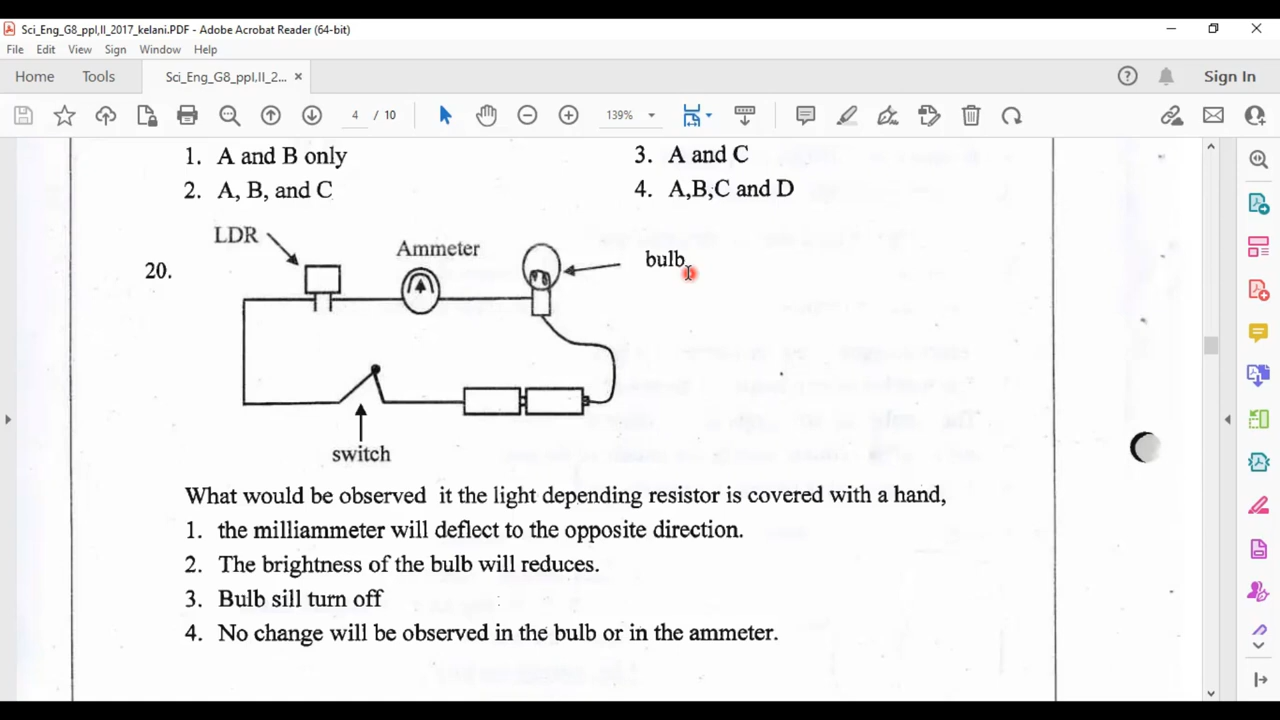 Sci_Eng_G8_ppl,II_2017_kelani.PDF - Adobe Acrobat Reader (64-bit)
File Edit View Sign Window Help
Home Tools Sci_Eng_G8_ppl,II_2... × Sign In
4 / 10 139%
1. A and B only
2. A, B, and C
3. A and C
4. A,B,C and D
20.
LDR
Ammeter
bulb
switch
What would be observed it the light depending resistor is covered with a hand,
1. the milliammeter will deflect to the opposite direction.
2. The brightness of the bulb will reduces.
3. Bulb sill turn off
4. No change will be observed in the bulb or in the ammeter.